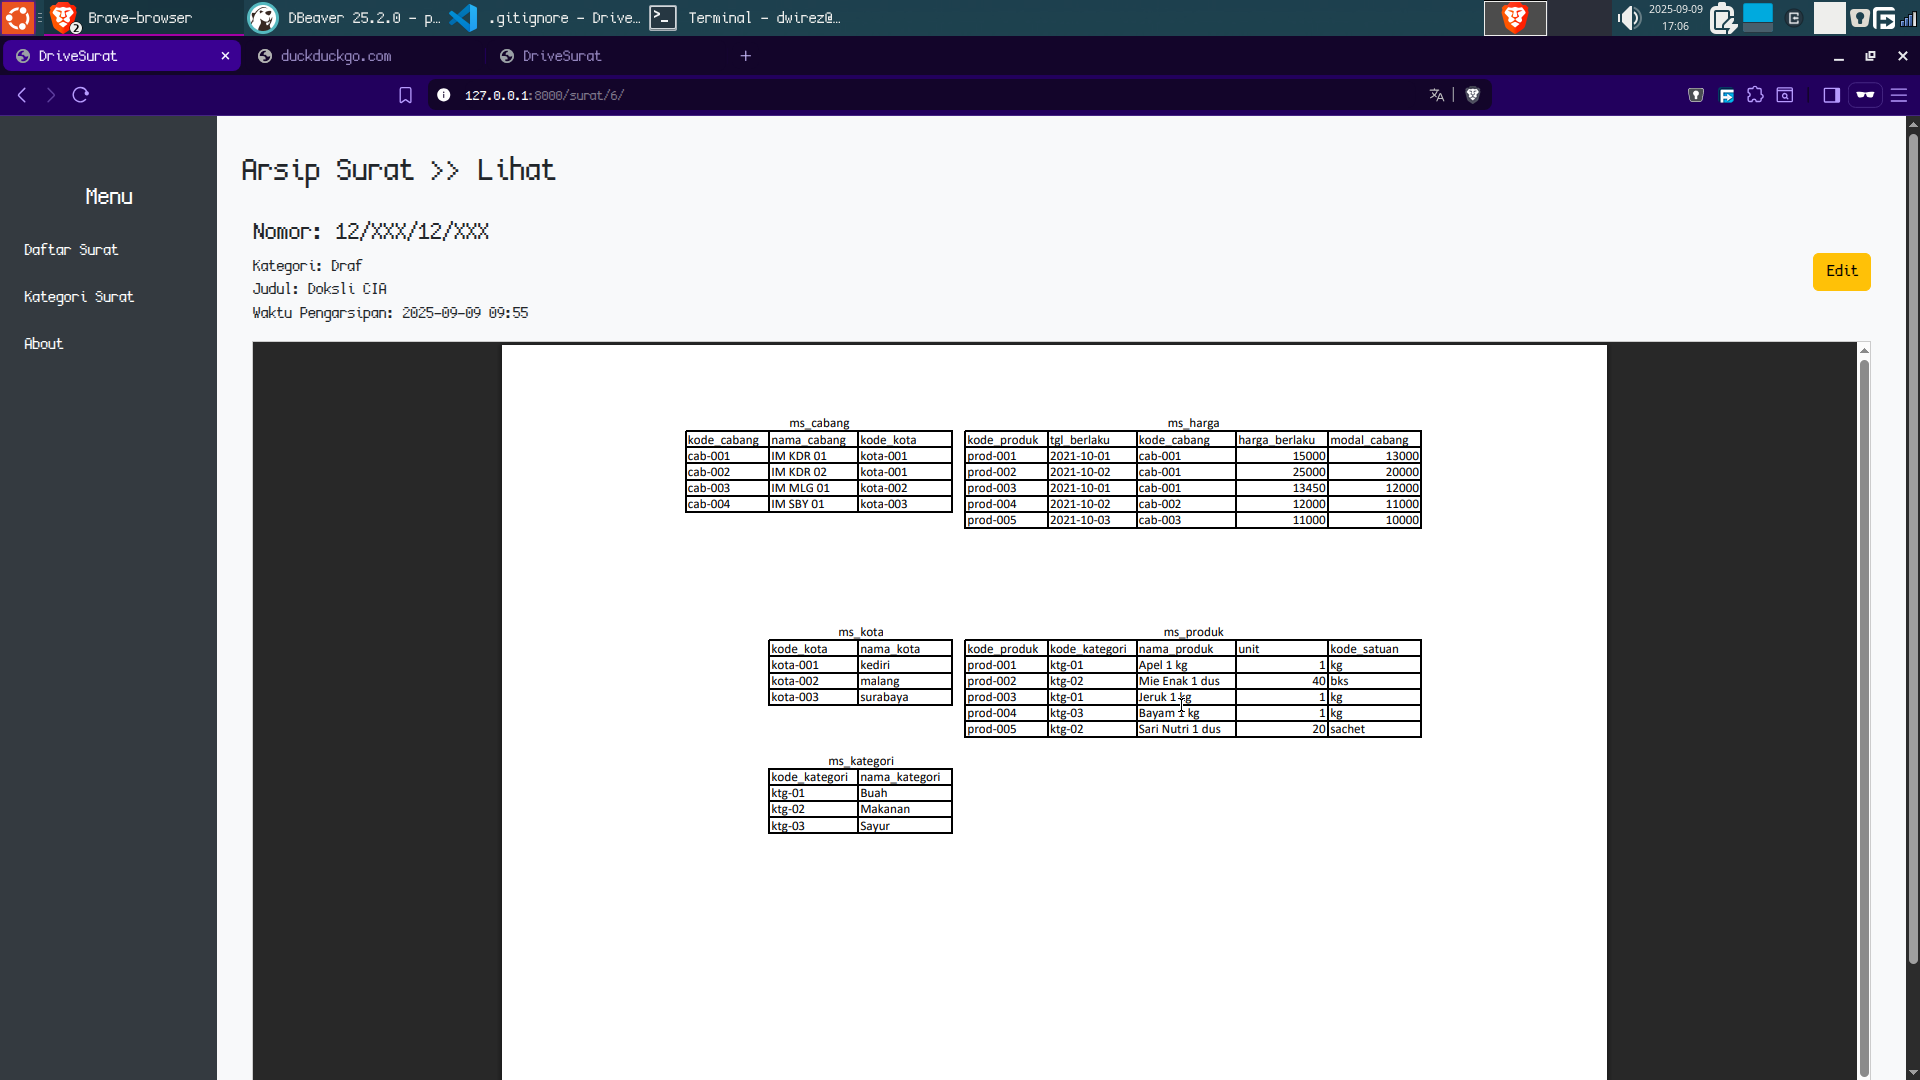 Brave-browser
2
DBeaver 25.2.0 - p...
.gitignore - Drive...
Terminal - dwirez@...
2025-09-09
17:06
DriveSurat
duckduckgo.com
DriveSurat
127.0.0.1:8000/surat/6/
Menu
Daftar Surat
Kategori Surat
About
Arsip Surat >> Lihat
Nomor: 12/XXX/12/XXX
Kategori: Draf
Judul: Doksli CIA
Waktu Pengarsipan: 2025-09-09 09:55
Edit
ms_cabang
kode_cabang nama_cabang kode_kota
cab-001 IM KDR 01 kota-001
cab-002 IM KDR 02 kota-001
cab-003 IM MLG 01 kota-002
cab-004 IM SBY 01 kota-003
ms_harga
kode_produk tgl_berlaku kode_cabang harga_berlaku modal_cabang
prod-001 2021-10-01 cab-001 15000 13000
prod-002 2021-10-02 cab-001 25000 20000
prod-003 2021-10-01 cab-001 13450 12000
prod-004 2021-10-02 cab-002 12000 11000
prod-005 2021-10-03 cab-003 11000 10000
ms_kota
kode_kota nama_kota
kota-001 kediri
kota-002 malang
kota-003 surabaya
ms_produk
kode_produk kode_kategori nama_produk unit kode_satuan
prod-001 ktg-01 Apel 1 kg 1 kg
prod-002 ktg-02 Mie Enak 1 dus 40 bks
prod-003 ktg-01 Jeruk 1 kg 1 kg
prod-004 ktg-03 Bayam 1 kg 1 kg
prod-005 ktg-02 Sari Nutri 1 dus 20 sachet
ms_kategori
kode_kategori nama_kategori
ktg-01 Buah
ktg-02 Makanan
ktg-03 Sayur